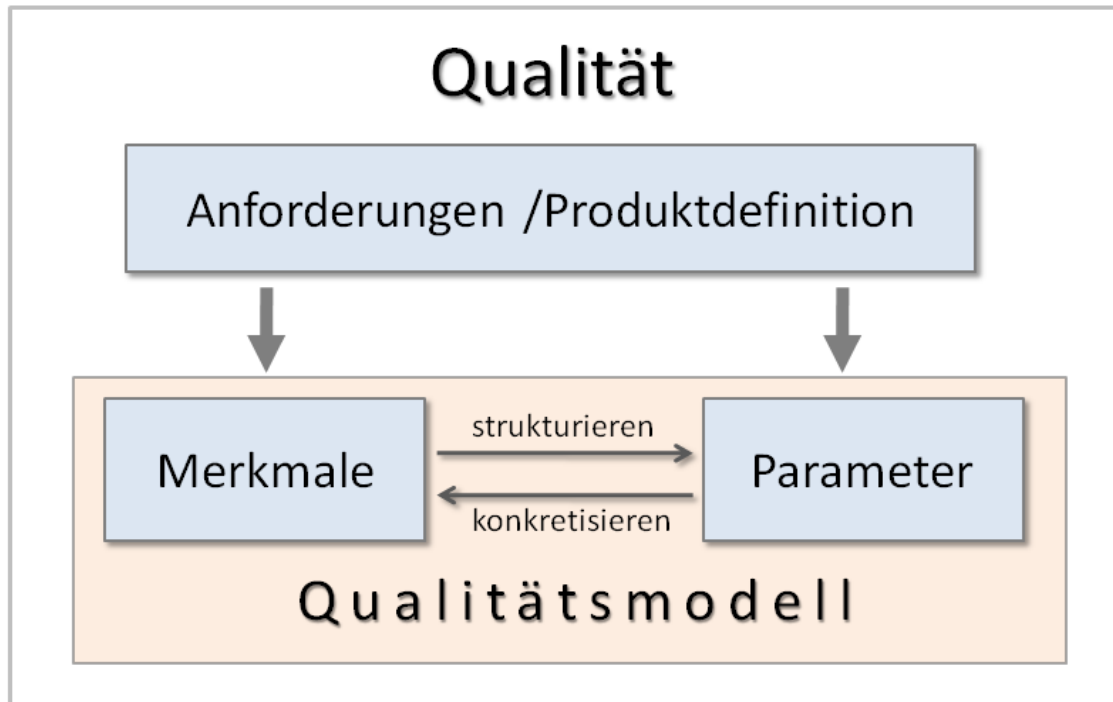 Qualität
Anforderungen /Produktdefinition
strukturieren
Merkmale
Parameter
konkretisieren
Qualitätsmodell